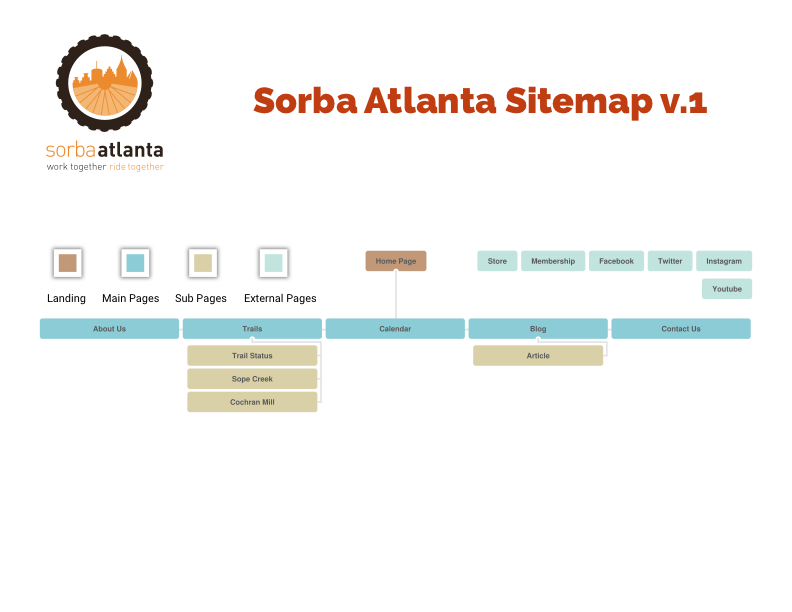 Sorba Atlanta Sitemap v.1
sorbaatlanta
work together ride together
Home Page
Store Membership Facebook Twitter Instagram
Youtube
Landing Main Pages Sub Pages External Pages
About Us Trails Calendar Blog Contact Us
Trail Status Article
Sope Creek
Cochran Mill